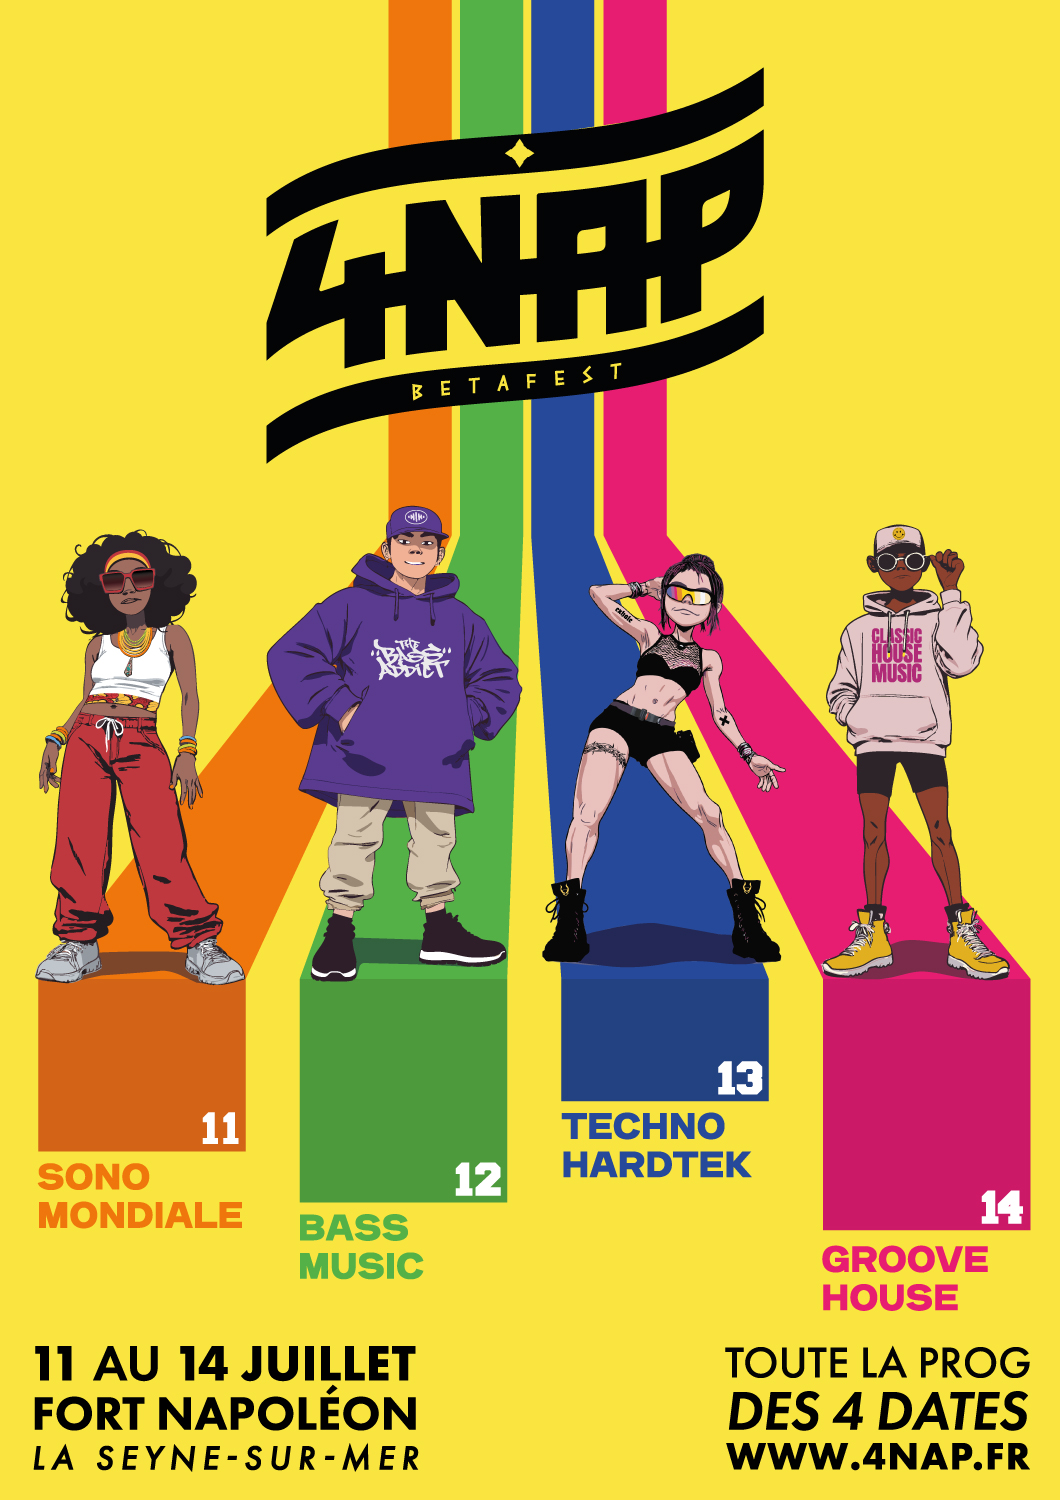 4NAP
BETAFEST
THE
BASS
ADDICT
CLASSIC
HOUSE
MUSIC
11
SONO
MONDIALE
12
BASS
MUSIC
13
TECHNO
HARDTEK
14
GROOVE
HOUSE
11 AU 14 JUILLET
FORT NAPOLÉON
LA SEYNE-SUR-MER
TOUTE LA PROG
DES 4 DATES
WWW.4NAP.FR